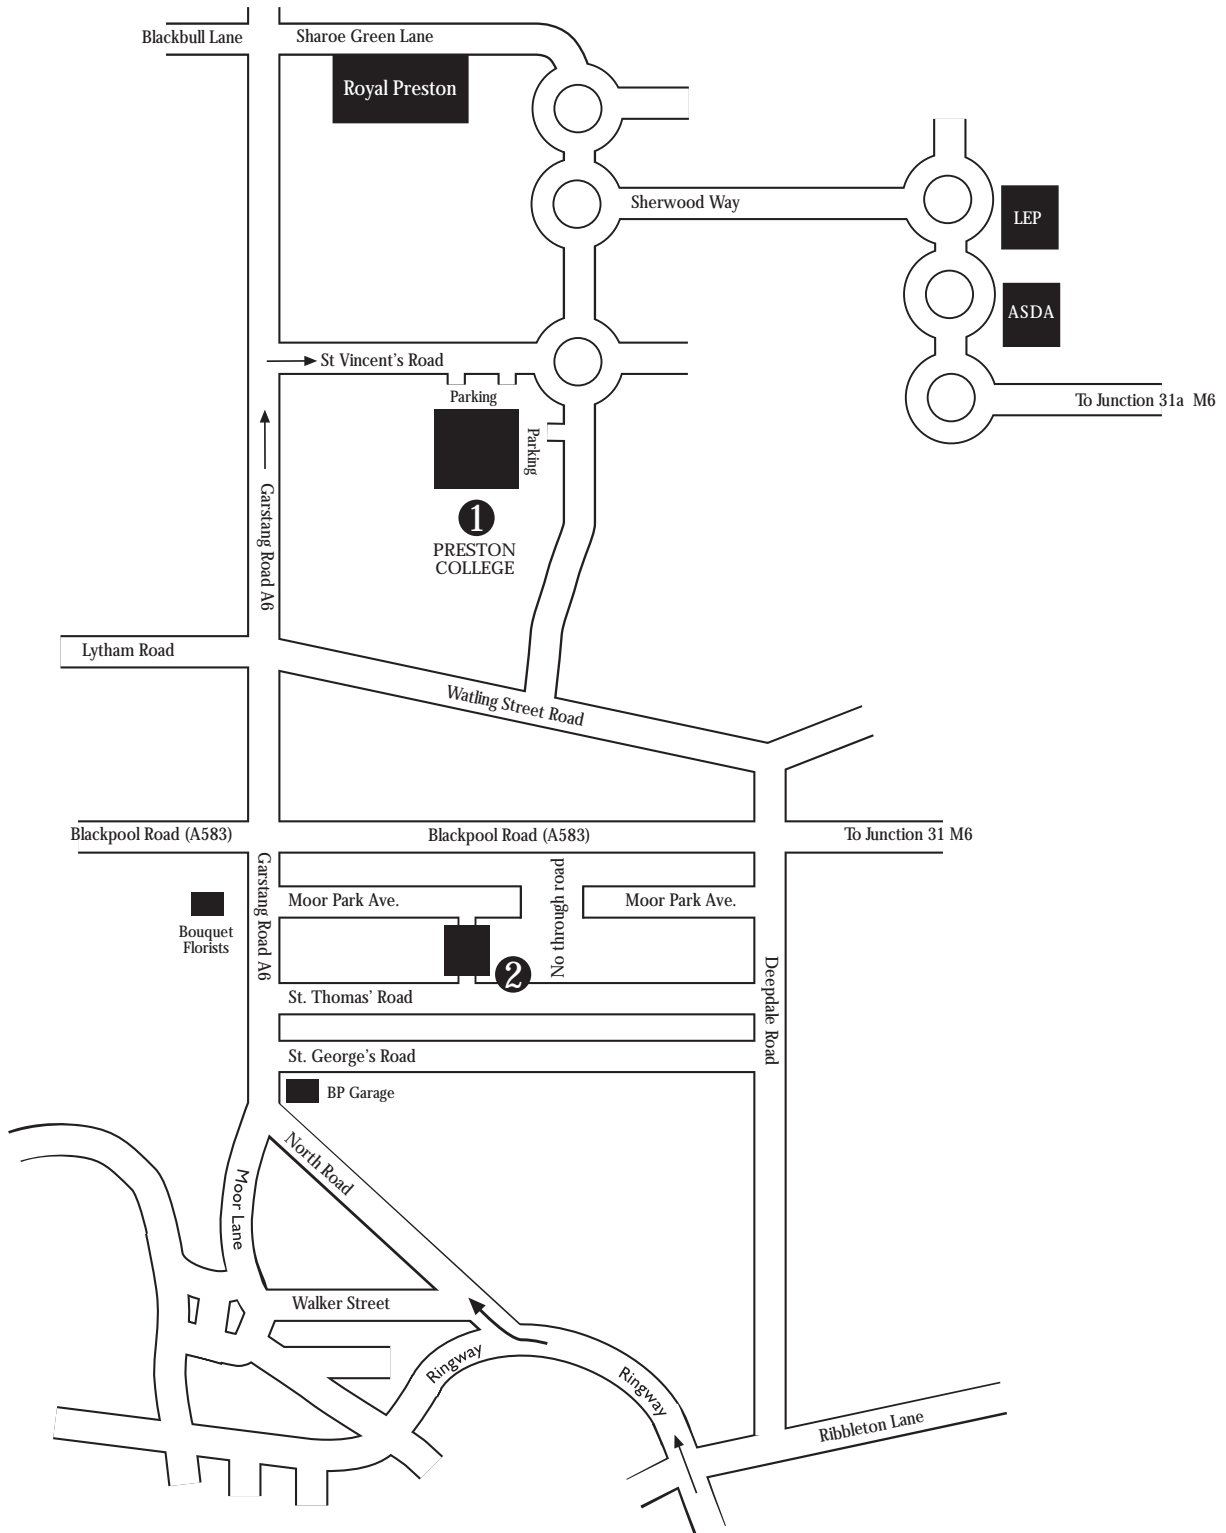 Blackbull Lane
Sharoe Green Lane
Royal Preston
Sherwood Way
LEP
ASDA
St Vincent's Road
Parking
Parking
To Junction 31a M6
Garstang Road A6
1
PRESTON
COLLEGE
Lytham Road
Watling Street Road
Blackpool Road (A583)
Blackpool Road (A583)
To Junction 31 M6
Garstang Road A6
Moor Park Ave.
No through road
Moor Park Ave.
Bouquet
Florists
2
Deepdale Road
St. Thomas' Road
St. George's Road
BP Garage
North Road
Moor Lane
Walker Street
Ringway
Ringway
Ribbleton Lane